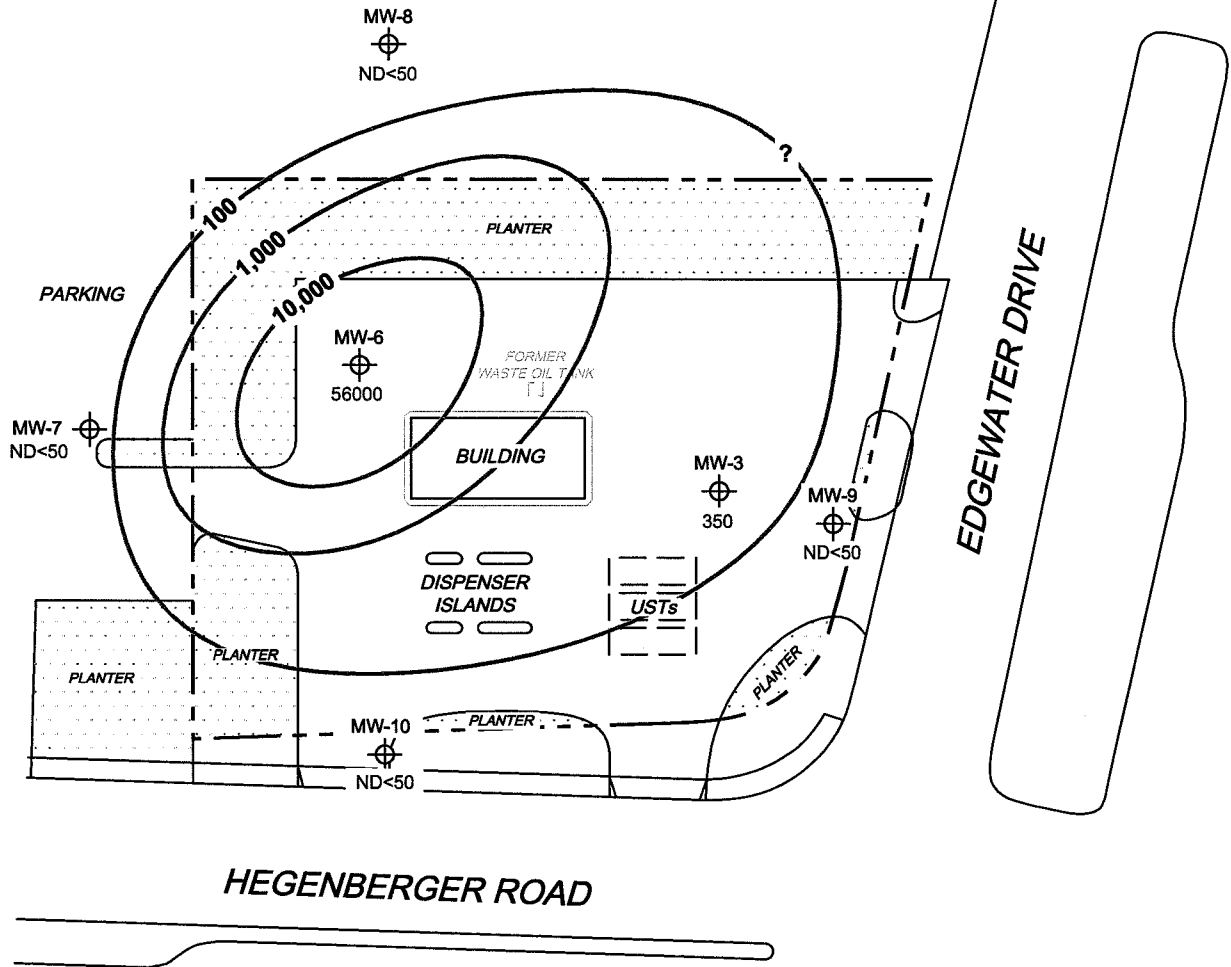 MW-8
ND<50
?
100
PLANTER
1,000
10,000
PARKING
MW-6
56000
FORMER
WASTE OIL TANK
MW-7
ND<50
BUILDING
MW-3
350
MW-9
ND<50
EDGEWATER DRIVE
DISPENSER
ISLANDS
USTs
PLANTER
PLANTER
PLANTER
MW-10
ND<50
PLANTER
HEGENBERGER ROAD